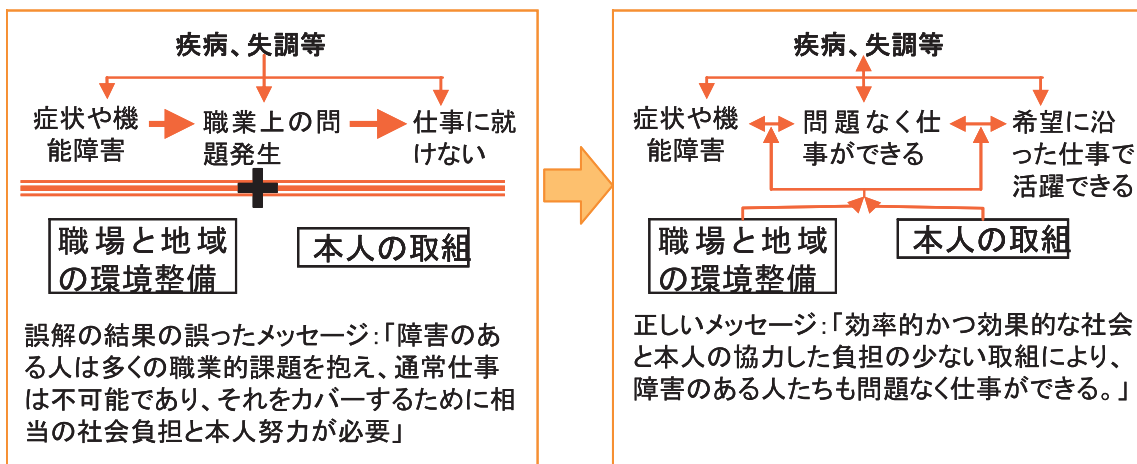 疾病、失調等
症状や機
能障害
職業上の問
題発生
仕事に就
けない
職場と地域
の環境整備
本人の取組
誤解の結果の誤ったメッセージ：「障害のあ
る人は多くの職業的課題を抱え、通常仕事
は不可能であり、それをカバーするために相
当の社会負担と本人努力が必要」
疾病、失調等
症状や機
能障害
問題なく仕
事ができる
希望に沿
った仕事で
活躍できる
職場と地域
の環境整備
本人の取組
正しいメッセージ：「効率的かつ効果的な社会
と本人の協力した負担の少ない取組により、
障害のある人たちも問題なく仕事ができる。」